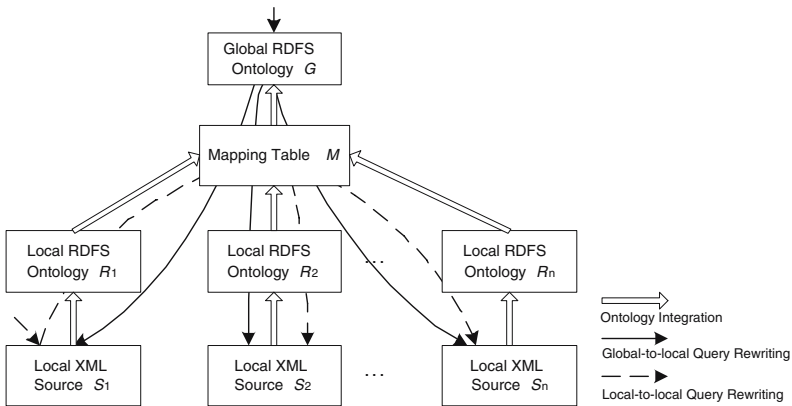 Global RDFS
Ontology G
Mapping Table M
Local RDFS
Ontology R1
Local RDFS
Ontology R2
...
Local RDFS
Ontology Rn
Local XML
Source S1
Local XML
Source S2
...
Local XML
Source Sn
Ontology Integration
Global-to-local Query Rewriting
Local-to-local Query Rewriting